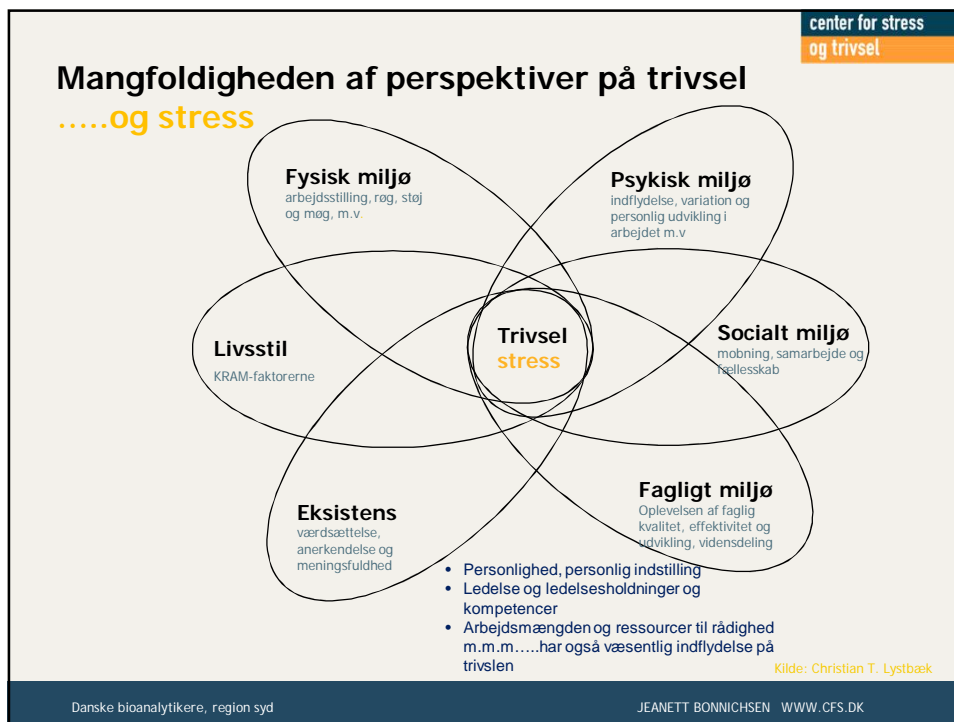 center for stress
og trivsel
Mangfoldigheden af perspektiver på trivsel
…..og stress
Fysisk miljø
arbejdsstilling, røg, støj
og møg, m.v.
Psykisk miljø
indflydelse, variation og
personlig udvikling i
arbejdet m.v
Livsstil
KRAM-faktorerne
Trivsel
stress
Socialt miljø
mobning, samarbejde og
fællesskab
Eksistens
værdsættelse,
anerkendelse og
meningsfuldhed
Fagligt miljø
Oplevelsen af faglig
kvalitet, effektivitet og
udvikling, vidensdeling
• Personlighed, personlig indstilling
• Ledelse og ledelsesholdninger og
kompetencer
• Arbejdsmængden og ressourcer til rådighed
m.m.m…..har også væsentlig indflydelse på
trivslen
Kilde: Christian T. Lystbæk
Danske bioanalytikere, region syd
JEANETT BONNICHSEN WWW.CFS.DK